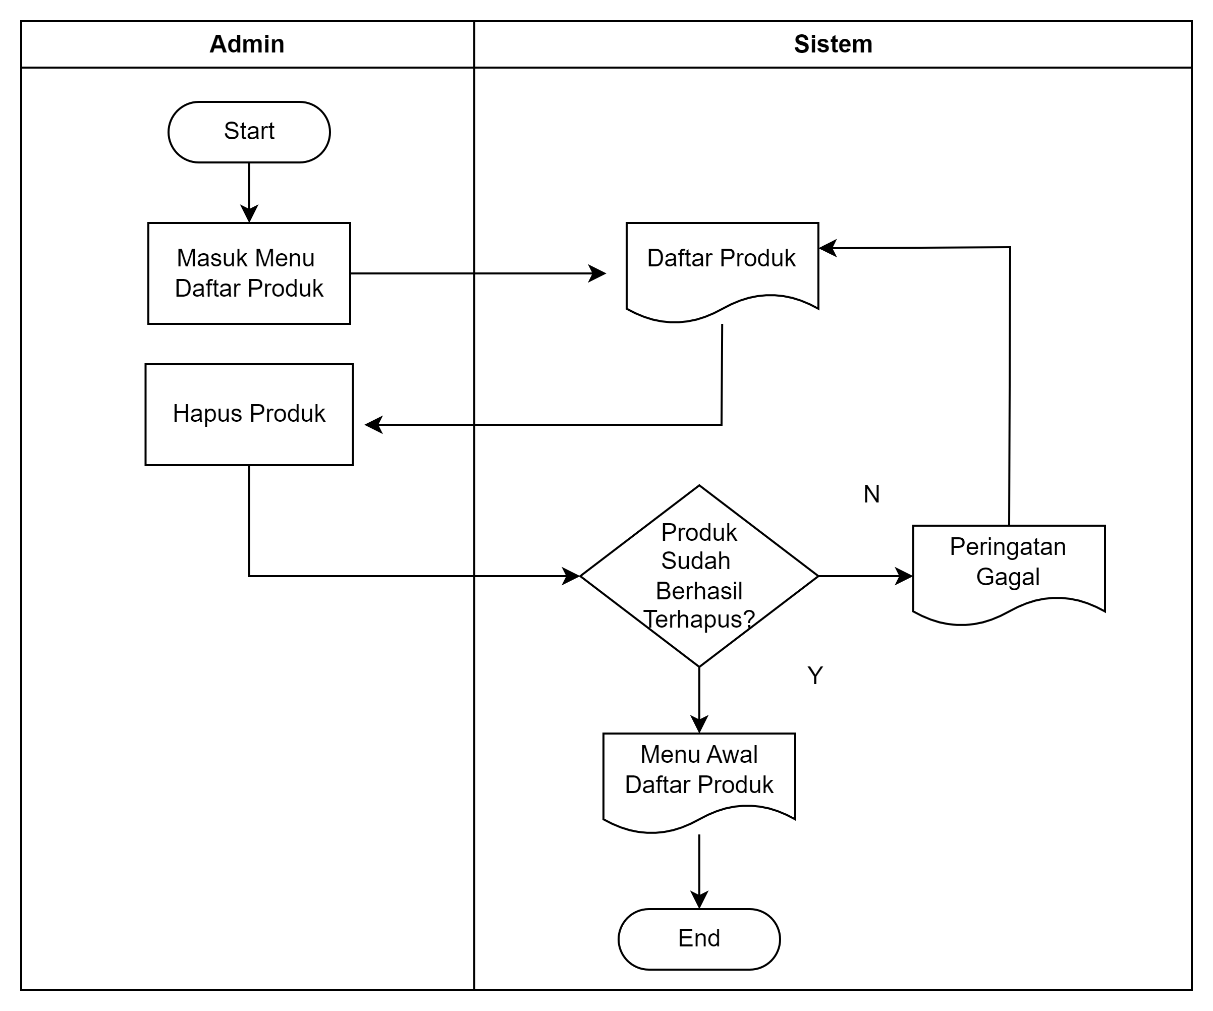 Admin
Sistem
Start
Masuk Menu
Daftar Produk
Daftar Produk
Hapus Produk
N
Produk
Sudah
Berhasil
Terhapus?
Peringatan
Gagal
Y
Menu Awal
Daftar Produk
End